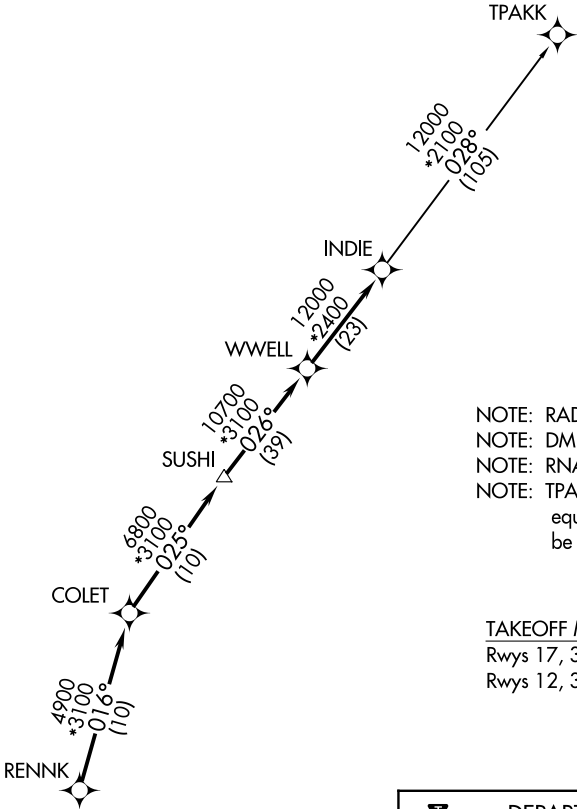 TPAKK
12000
*2100
028°
(105)
INDIE
12000
*2400
(23)
WWELL
10700
*3100
026°
(39)
SUSHI
6800
*3100
025°
(10)
COLET
4900
*3100
016°
(10)
RENNK
NOTE: RAD
NOTE: DM
NOTE: RNA
NOTE: TPA
equ
be
TAKEOFF
Rwys 17, 3
Rwys 12, 3
T
DEPART